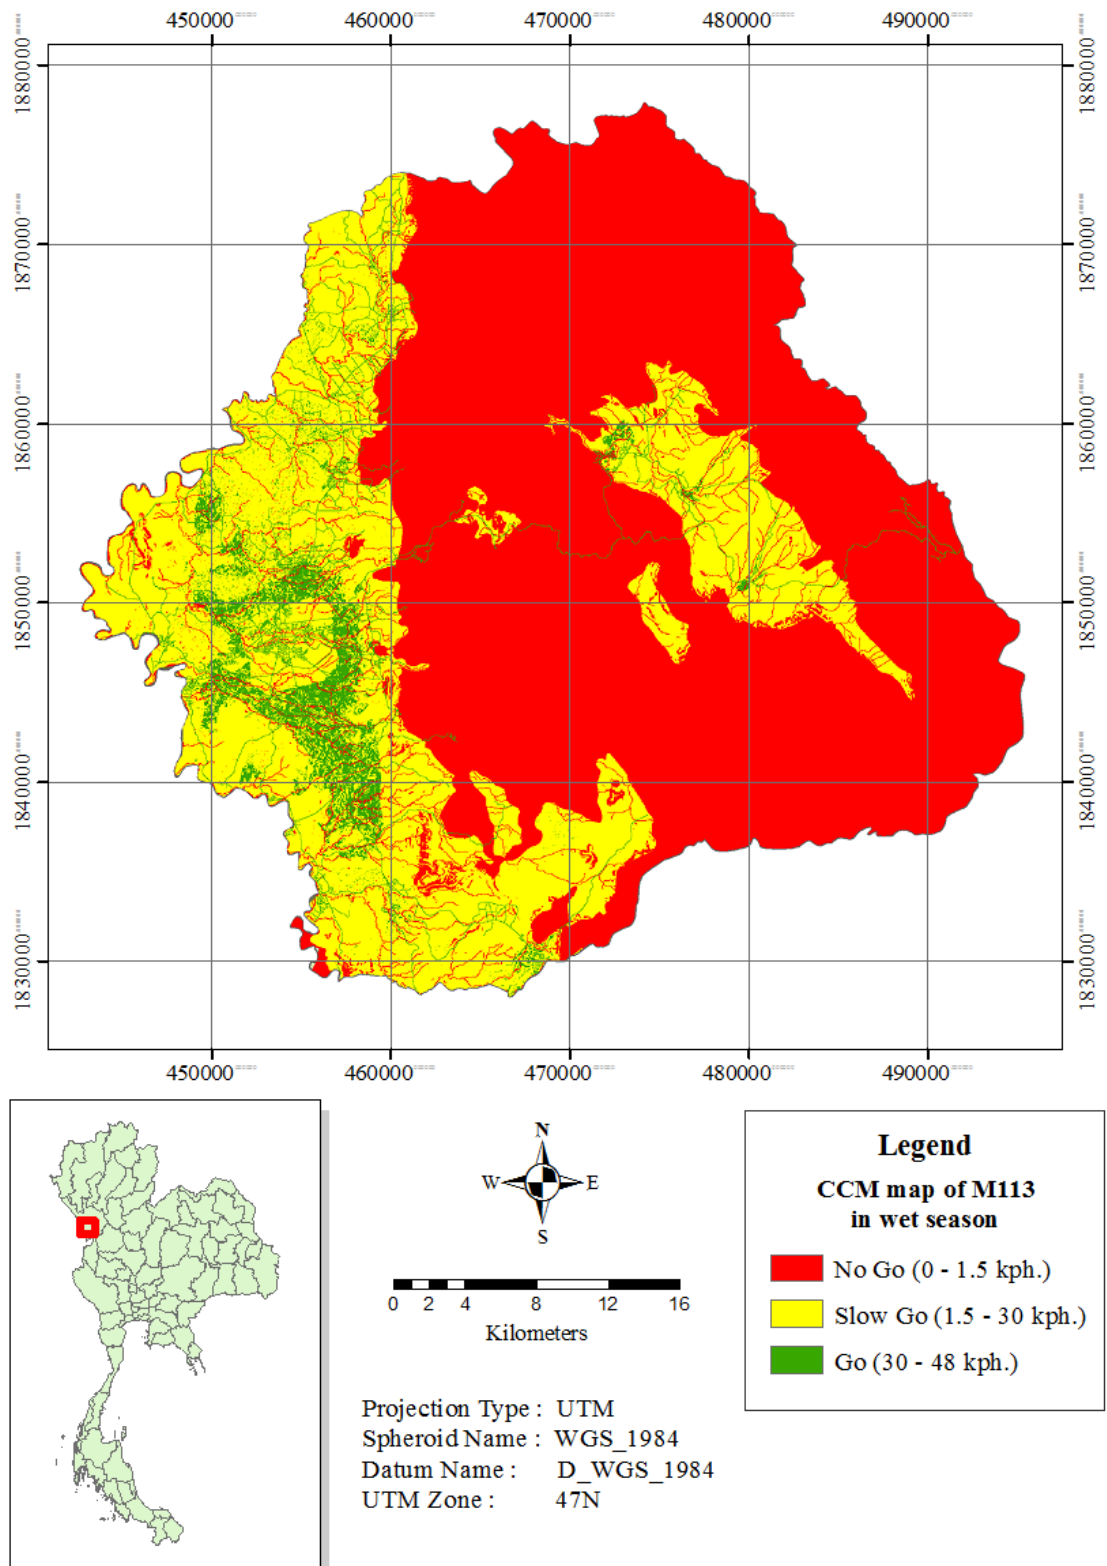 450000 460000 470000 480000 490000
1880000 1880000
1870000 1870000
1860000 1860000
1850000 1850000
1840000 1840000
1830000 1830000
450000 460000 470000 480000 490000
N
W E
S
0 2 4 8 12 16
Kilometers
Projection Type : UTM
Spheroid Name : WGS_1984
Datum Name : D_WGS_1984
UTM Zone : 47N
Legend
CCM map of M113
in wet season
No Go (0 - 1.5 kph.)
Slow Go (1.5 - 30 kph.)
Go (30 - 48 kph.)